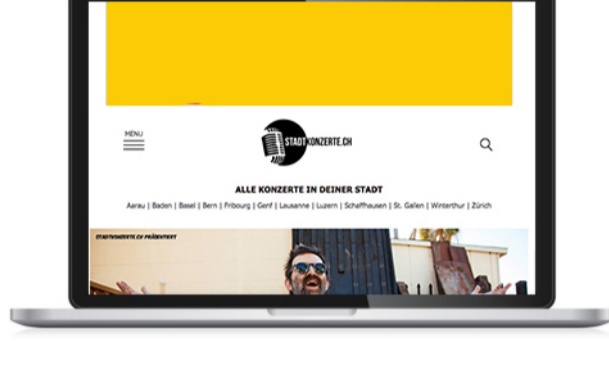 MENU
STADTKONZERTE.CH
ALLE KONZERTE IN DEINER STADT
Aarau | Baden | Basel | Bern | Fribourg | Genf | Lausanne | Luzern | Schaffhausen | St. Gallen | Winterthur | Zürich
STADTKONZERTE.CH PRÄSENTIERT